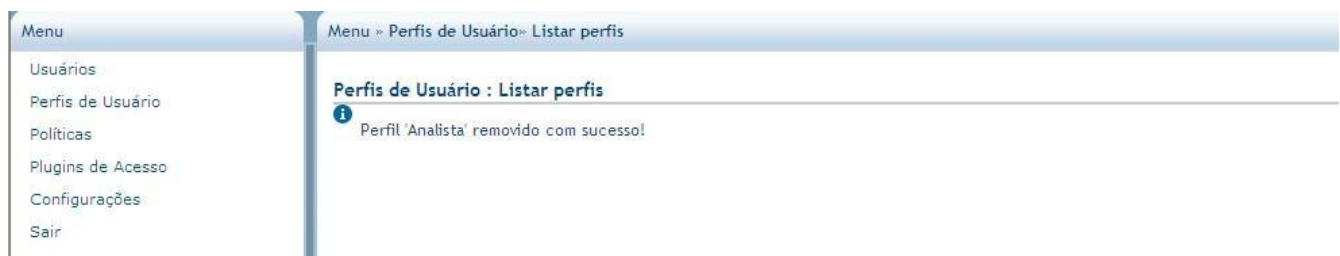 Menu
Usuários
Perfis de Usuário
Políticas
Plugins de Acesso
Configurações
Sair
Menu » Perfis de Usuário» Listar perfis
Perfis de Usuário : Listar perfis
Perfil 'Analista' removido com sucesso!